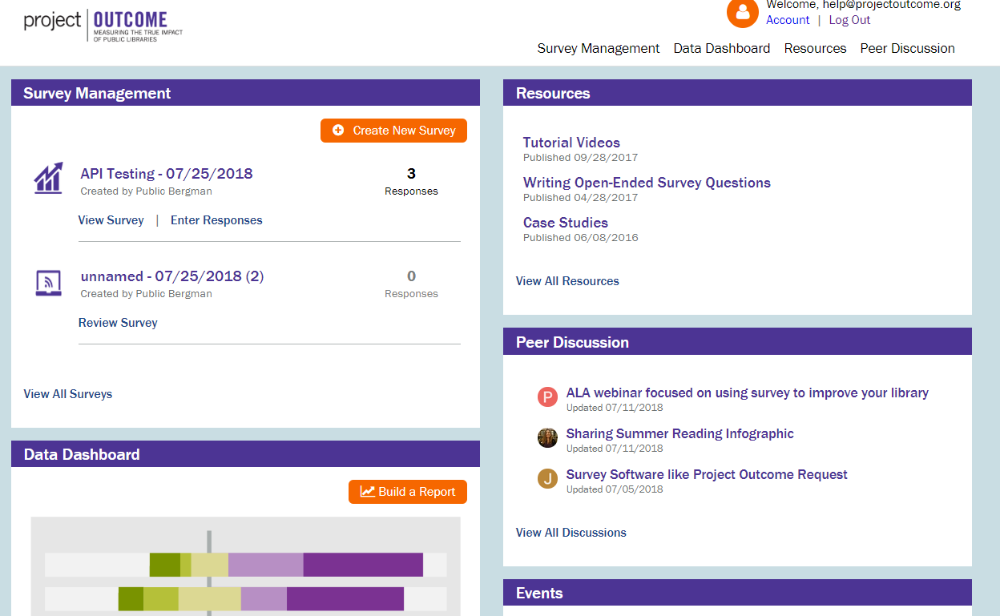 project OUTCOME
MEASURING THE TRUE IMPACT
OF PUBLIC LIBRARIES
Welcome, help@projectoutcome.org
Account | Log Out
Survey Management Data Dashboard Resources Peer Discussion
Survey Management
Create New Survey
API Testing - 07/25/2018
Created by Public Bergman
3
Responses
View Survey | Enter Responses
unnamed - 07/25/2018 (2)
Created by Public Bergman
0
Responses
Review Survey
View All Surveys
Data Dashboard
Build a Report
Resources
Tutorial Videos
Published 09/28/2017
Writing Open-Ended Survey Questions
Published 04/28/2017
Case Studies
Published 06/08/2016
View All Resources
Peer Discussion
P
ALA webinar focused on using survey to improve your library
Updated 07/11/2018
Sharing Summer Reading Infographic
Updated 07/11/2018
J
Survey Software like Project Outcome Request
Updated 07/05/2018
View All Discussions
Events